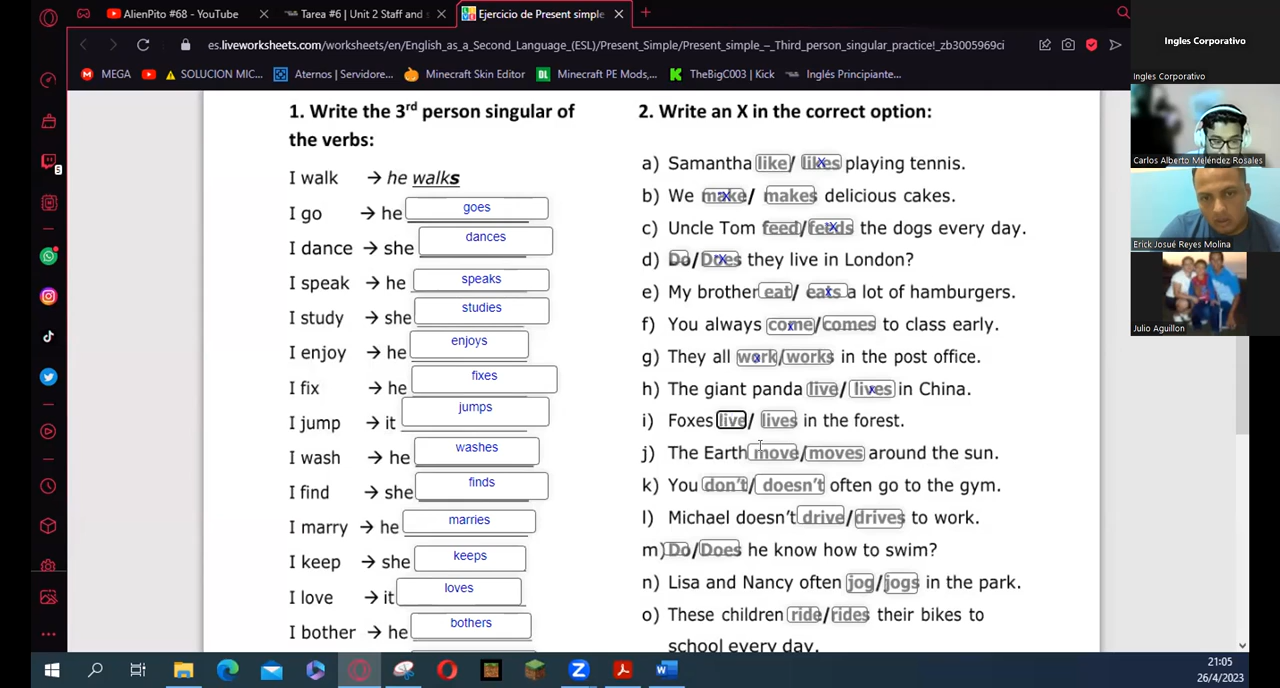 AlienPito #68 - YouTube
Tarea #6 | Unit 2 Staff and s
Ejercicio de Present simple
es.liveworksheets.com/worksheets/en/English_as_a_Second_Language_(ESL)/Present_Simple/Present_simple_–_Third_person_singular_practice!_zb3005969ci
MEGA
SOLUCION MIC...
Aternos | Servidore...
Minecraft Skin Editor
Minecraft PE Mods,...
TheBigC003 | Kick
Inglés Principiante...
1. Write the 3rd person singular of
the verbs:
I walk → he walks
I go → he goes
I dance → she dances
I speak → he speaks
I study → she studies
I enjoy → he enjoys
I fix → he fixes
I jump → it jumps
I wash → he washes
I find → she finds
I marry → he marries
I keep → she keeps
I love → it loves
I bother → he bothers
2. Write an X in the correct option:
a) Samantha like/ likes playing tennis.
b) We make/ makes delicious cakes.
c) Uncle Tom feed/feeds the dogs every day.
d) Do/Does they live in London?
e) My brother eat/ eats a lot of hamburgers.
f) You always come/comes to class early.
g) They all work/works in the post office.
h) The giant panda live/ lives in China.
i) Foxes live/ lives in the forest.
j) The Earth move/moves around the sun.
k) You don't/ doesn't often go to the gym.
l) Michael doesn't drive/drives to work.
m) Do/Does he know how to swim?
n) Lisa and Nancy often jog/jogs in the park.
o) These children ride/rides their bikes to
school every day.
Ingles Corporativo
Ingles Corporativo
Carlos Alberto Meléndez Rosales
Erick Josué Reyes Molina
Julio Aguillon
21:05
26/4/2023